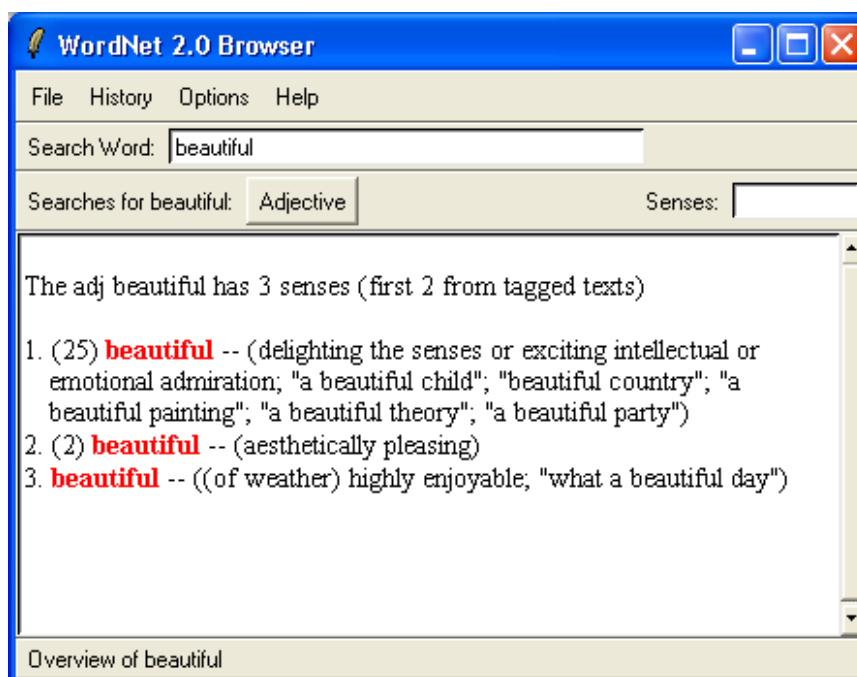 WordNet 2.0 Browser
File History Options Help
Search Word: beautiful
Searches for beautiful: Adjective Senses:
The adj beautiful has 3 senses (first 2 from tagged texts)
1. (25) beautiful -- (delighting the senses or exciting intellectual or
emotional admiration; "a beautiful child"; "beautiful country"; "a
beautiful painting"; "a beautiful theory"; "a beautiful party")
2. (2) beautiful -- (aesthetically pleasing)
3. beautiful -- ((of weather) highly enjoyable; "what a beautiful day")
Overview of beautiful